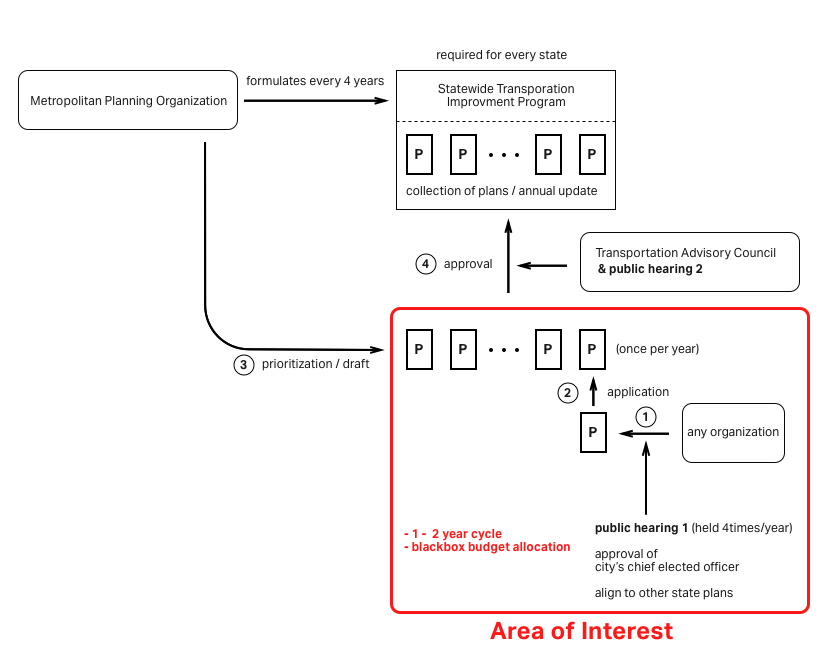 required for every state
formulates every 4 years
Metropolitan Planning Organization
Statewide Transporation
Improvment Program
P P • • • P P
collection of plans / annual update
4 approval
Transportation Advisory Council
& public hearing 2
P P • • • P P (once per year)
3 prioritization / draft
2 application
1
P
any organization
public hearing 1 (held 4times/year)
- 1 - 2 year cycle
- blackbox budget allocation
approval of
city's chief elected officer
align to other state plans
Area of Interest